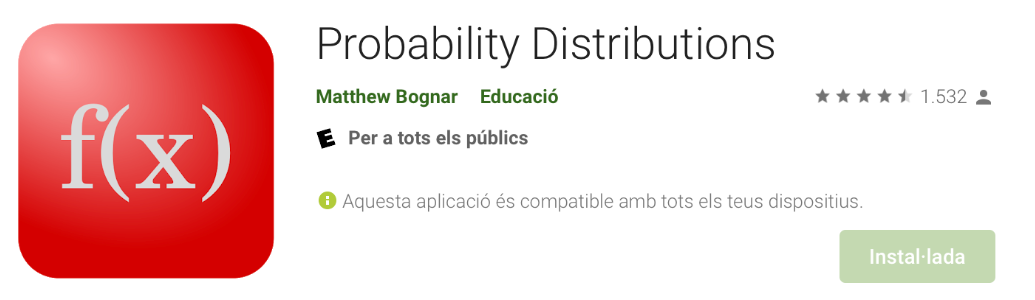 f(x)
Probability Distributions
Matthew Bognar Educació
1.532
E Per a tots els públics
Aquesta aplicació és compatible amb tots els teus dispositius.
Instal·lada